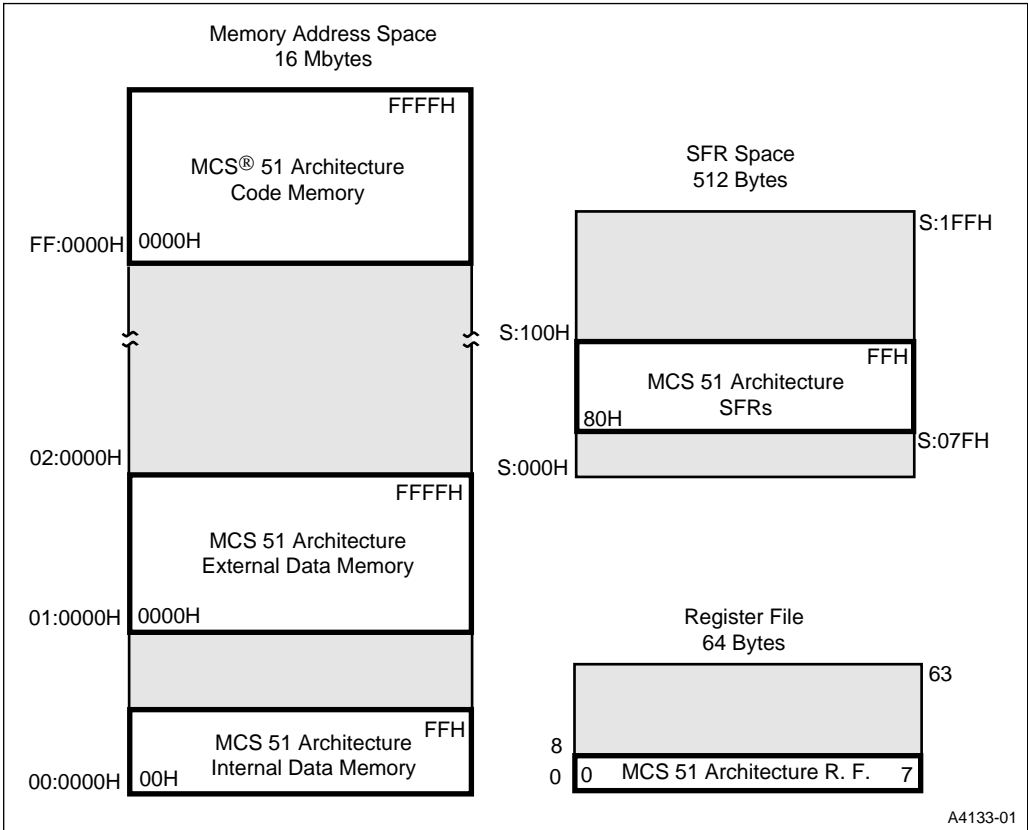 Memory Address Space
16 Mbytes
FFFFH
MCS® 51 Architecture
Code Memory
FF:0000H
0000H
02:0000H
FFFFH
MCS 51 Architecture
External Data Memory
01:0000H
0000H
FFH
MCS 51 Architecture
Internal Data Memory
00:0000H
00H
SFR Space
512 Bytes
S:1FFH
S:100H
FFH
MCS 51 Architecture
SFRs
80H
S:07FH
S:000H
Register File
64 Bytes
63
8
0
0 MCS 51 Architecture R. F. 7
A4133-01